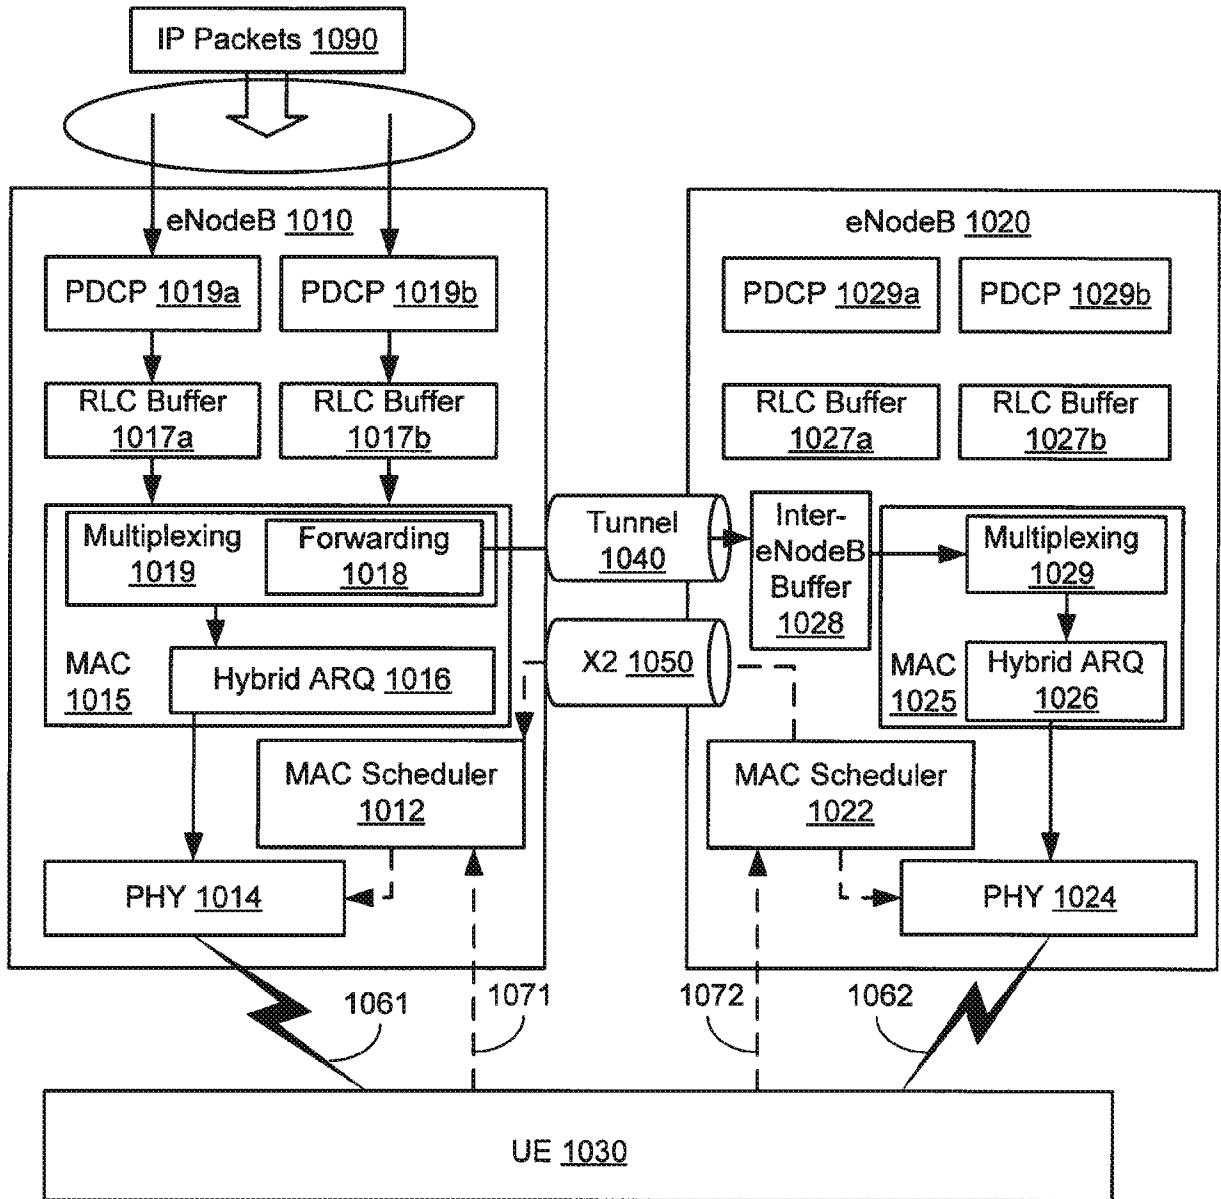 IP Packets 1090
eNodeB 1010
PDCP 1019a
PDCP 1019b
RLC Buffer
1017a
RLC Buffer
1017b
Multiplexing
1019
Forwarding
1018
MAC
1015
Hybrid ARQ 1016
MAC Scheduler
1012
PHY 1014
Tunnel
1040
X2 1050
eNodeB 1020
PDCP 1029a
PDCP 1029b
RLC Buffer
1027a
RLC Buffer
1027b
Inter-
eNodeB
Buffer
1028
Multiplexing
1029
MAC
1025
Hybrid ARQ
1026
MAC Scheduler
1022
PHY 1024
1061
1071
1072
1062
UE 1030